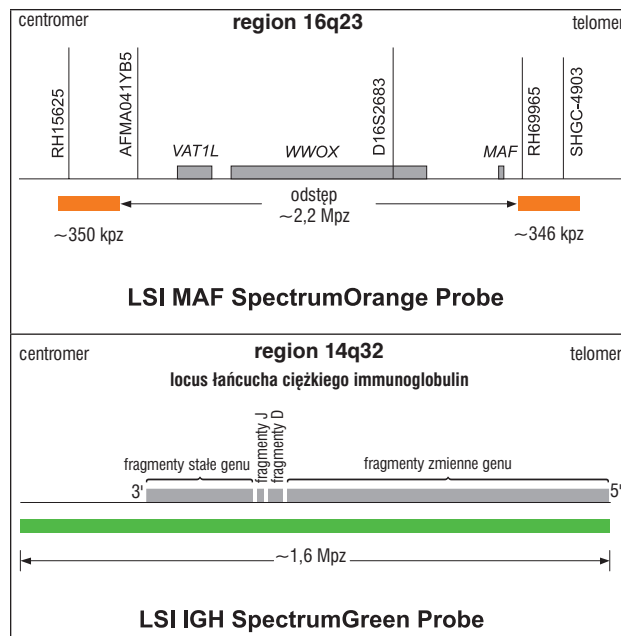 centromer
region 16q23
telomer
RH15625
AFMA041YB5
VAT1L
WWOX
D16S2683
MAF
RH69965
SHGC-4903
odstęp
~2,2 Mpz
~350 kpz
~346 kpz
LSI MAF SpectrumOrange Probe
centromer
region 14q32
telomer
locus łańcucha ciężkiego immunoglobulin
fragmenty stałe genu
fragmenty J
fragmenty D
fragmenty zmienne genu
3'
5'
~1,6 Mpz
LSI IGH SpectrumGreen Probe